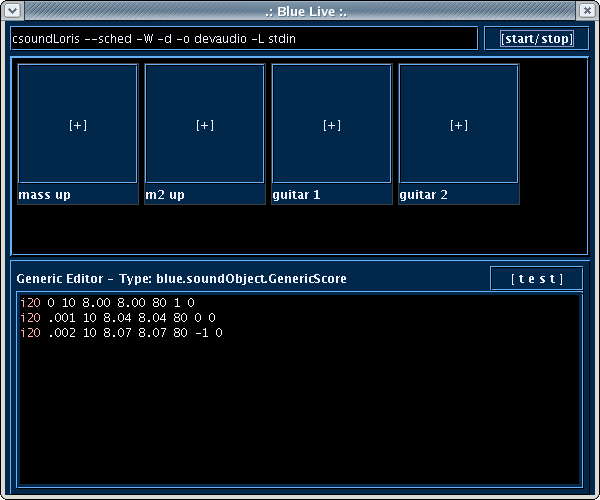 .: Blue Live :.
csoundLoris --sched -W -d -o devaudio -L stdin
[start/stop]
[+] [+] [+] [+]
mass up m2 up guitar 1 guitar 2
Generic Editor - Type: blue.soundObject.GenericScore
[ t e s t ]
i20 0 10 8.00 8.00 80 1 0
i20 .001 10 8.04 8.04 80 0 0
i20 .002 10 8.07 8.07 80 -1 0